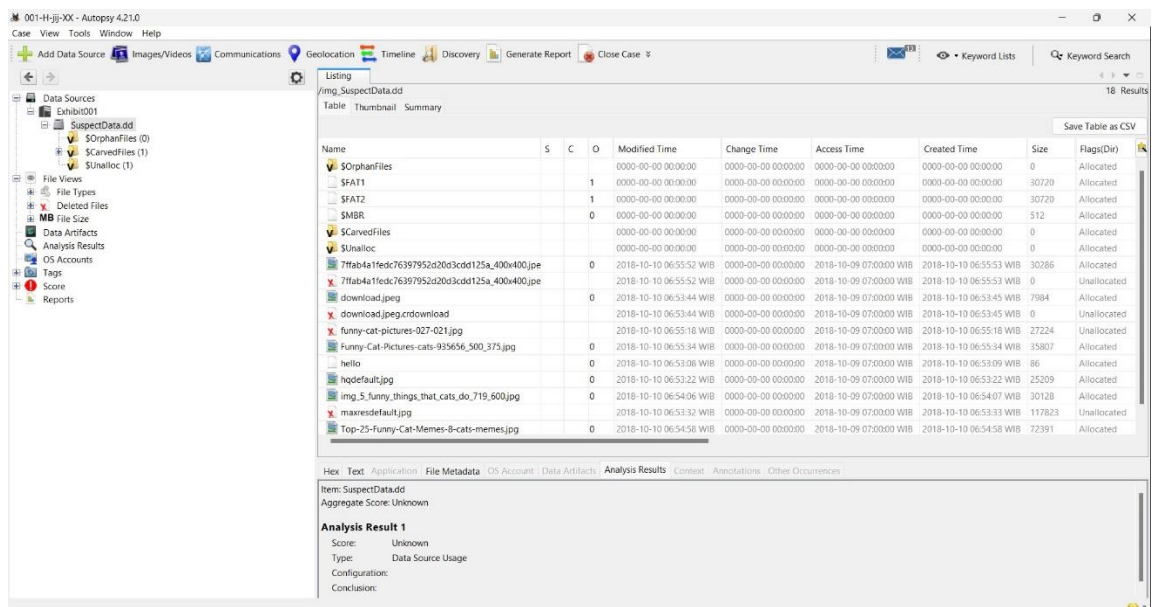 001-H-jij-XX - Autopsy 4.21.0
Case View Tools Window Help
Add Data Source Images/Videos Communications Geolocation Timeline Discovery Generate Report Close Case 13 Keyword Lists Keyword Search
Data Sources
Exhibit001
SuspectData.dd
$OrphanFiles (0)
$CarvedFiles (1)
$Unalloc (1)
File Views
File Types
Deleted Files
MB File Size
Data Artifacts
Analysis Results
OS Accounts
Tags
Score
Reports
Listing
/img_SuspectData.dd 18 Results
Table Thumbnail Summary
Save Table as CSV
Name S C O Modified Time Change Time Access Time Created Time Size Flags(Dir)
$OrphanFiles 0000-00-00 00:00:00 0000-00-00 00:00:00 0000-00-00 00:00:00 0000-00-00 00:00:00 0 Allocated
$FAT1 1 0000-00-00 00:00:00 0000-00-00 00:00:00 0000-00-00 00:00:00 0000-00-00 00:00:00 30720 Allocated
$FAT2 1 0000-00-00 00:00:00 0000-00-00 00:00:00 0000-00-00 00:00:00 0000-00-00 00:00:00 30720 Allocated
$MBR 0 0000-00-00 00:00:00 0000-00-00 00:00:00 0000-00-00 00:00:00 0000-00-00 00:00:00 512 Allocated
$CarvedFiles 0000-00-00 00:00:00 0000-00-00 00:00:00 0000-00-00 00:00:00 0000-00-00 00:00:00 0 Allocated
$Unalloc 0000-00-00 00:00:00 0000-00-00 00:00:00 0000-00-00 00:00:00 0000-00-00 00:00:00 0 Allocated
7ffab4a1fedc76397952d20d3cdd125a_400x400.jpe 0 2018-10-10 06:55:52 WIB 0000-00-00 00:00:00 2018-10-09 07:00:00 WIB 2018-10-10 06:55:53 WIB 30286 Allocated
7ffab4a1fedc76397952d20d3cdd125a_400x400.jpe 2018-10-10 06:55:52 WIB 0000-00-00 00:00:00 2018-10-09 07:00:00 WIB 2018-10-10 06:55:53 WIB 0 Unallocated
download.jpeg 0 2018-10-10 06:53:44 WIB 0000-00-00 00:00:00 2018-10-09 07:00:00 WIB 2018-10-10 06:53:45 WIB 7984 Allocated
download.jpeg.crdownload 2018-10-10 06:53:44 WIB 0000-00-00 00:00:00 2018-10-09 07:00:00 WIB 2018-10-10 06:53:45 WIB 0 Unallocated
funny-cat-pictures-027-021.jpg 2018-10-10 06:55:18 WIB 0000-00-00 00:00:00 2018-10-09 07:00:00 WIB 2018-10-10 06:55:18 WIB 27224 Unallocated
Funny-Cat-Pictures-cats-935656_500_375.jpg 0 2018-10-10 06:55:34 WIB 0000-00-00 00:00:00 2018-10-09 07:00:00 WIB 2018-10-10 06:55:34 WIB 35807 Allocated
hello 0 2018-10-10 06:53:08 WIB 0000-00-00 00:00:00 2018-10-09 07:00:00 WIB 2018-10-10 06:53:09 WIB 86 Allocated
hqdefault.jpg 0 2018-10-10 06:53:22 WIB 0000-00-00 00:00:00 2018-10-09 07:00:00 WIB 2018-10-10 06:53:22 WIB 25209 Allocated
img_5_funny_things_that_cats_do_719_600.jpg 0 2018-10-10 06:54:06 WIB 0000-00-00 00:00:00 2018-10-09 07:00:00 WIB 2018-10-10 06:54:07 WIB 30128 Allocated
maxresdefault.jpg 2018-10-10 06:53:32 WIB 0000-00-00 00:00:00 2018-10-09 07:00:00 WIB 2018-10-10 06:53:33 WIB 117823 Unallocated
Top-25-Funny-Cat-Memes-8-cats-memes.jpg 0 2018-10-10 06:54:58 WIB 0000-00-00 00:00:00 2018-10-09 07:00:00 WIB 2018-10-10 06:54:58 WIB 72391 Allocated
Hex Text Application File Metadata OS Account Data Artifacts Analysis Results Context Annotations Other Occurrences
Item: SuspectData.dd
Aggregate Score: Unknown
Analysis Result 1
Score: Unknown
Type: Data Source Usage
Configuration:
Conclusion: